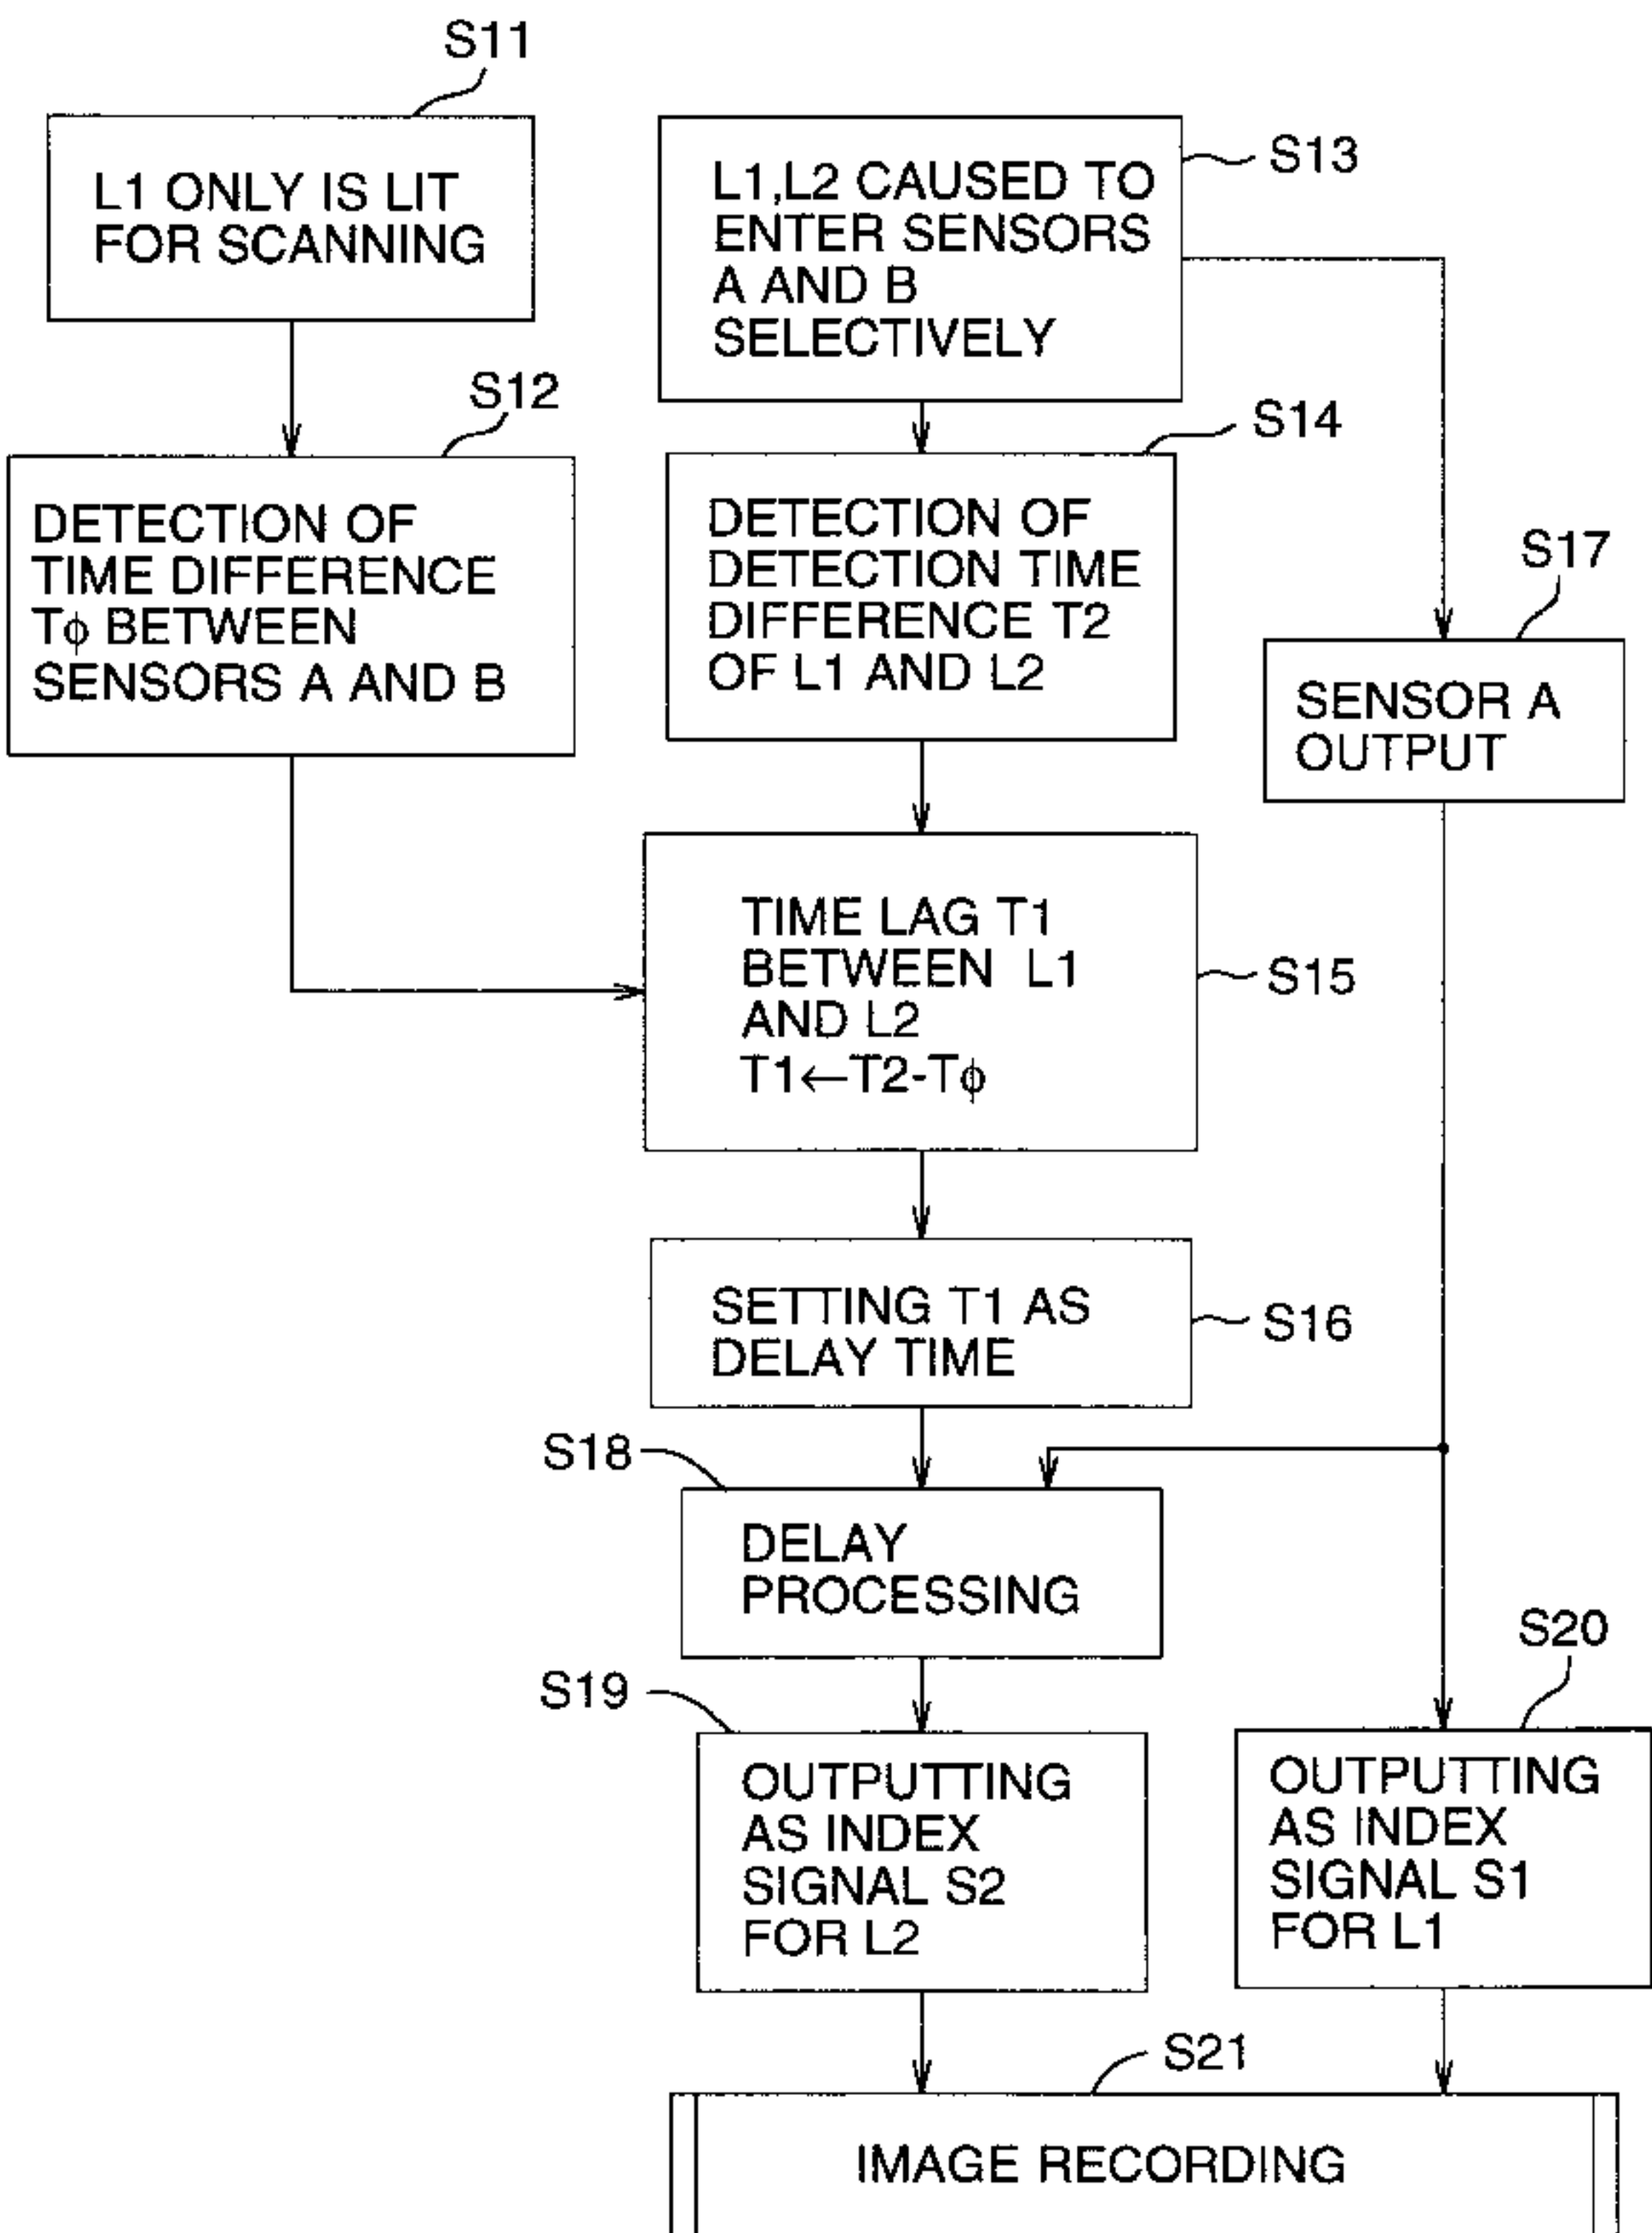 S11
L1 ONLY IS LIT
FOR SCANNING
S12
DETECTION OF
TIME DIFFERENCE
Tϕ BETWEEN
SENSORS A AND B
S13
L1,L2 CAUSED TO
ENTER SENSORS
A AND B
SELECTIVELY
S14
DETECTION OF
DETECTION TIME
DIFFERENCE T2
OF L1 AND L2
S17
SENSOR A
OUTPUT
S15
TIME LAG T1
BETWEEN L1
AND L2
T1←T2-Tϕ
S16
SETTING T1 AS
DELAY TIME
S18
DELAY
PROCESSING
S19
OUTPUTTING
AS INDEX
SIGNAL S2
FOR L2
S20
OUTPUTTING
AS INDEX
SIGNAL S1
FOR L1
S21
IMAGE RECORDING